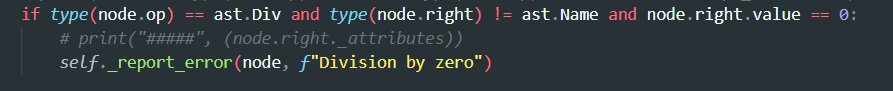 if type(node.op) == ast.Div and type(node.right) != ast.Name and node.right.value == 0:
# print("#####", (node.right._attributes))
self._report_error(node, f"Division by zero")